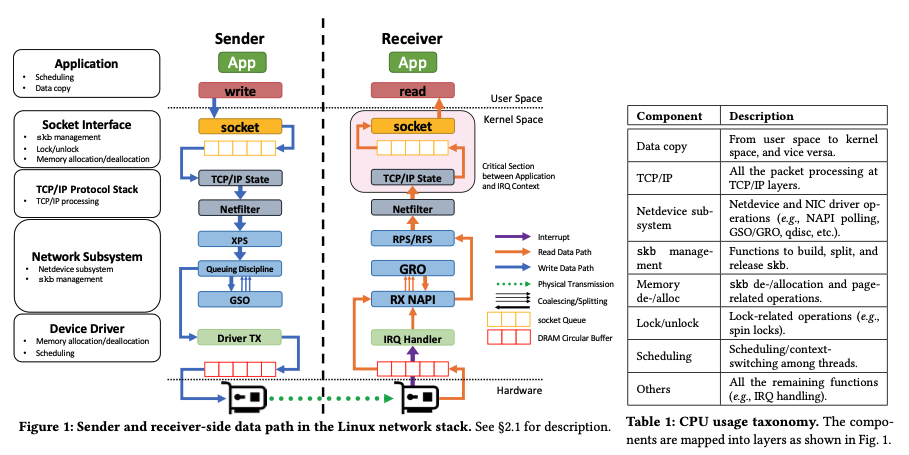 Sender
Receiver
App
App
Application
• Scheduling
• Data copy
write
read
User Space
Kernel Space
Socket Interface
• skb management
• Lock/unlock
• Memory allocation/deallocation
socket
socket
Critical Section
between Application
and IRQ Context
TCP/IP Protocol Stack
• TCP/IP processing
TCP/IP State
TCP/IP State
Netfilter
Netfilter
Network Subsystem
• Netdevice subsystem
• skb management
XPS
RPS/RFS
Queuing Discipline
GRO
GSO
RX NAPI
Device Driver
• Memory allocation/deallocation
• Scheduling
Driver TX
IRQ Handler
Interrupt
Read Data Path
Write Data Path
Physical Transmission
Coalescing/Splitting
socket Queue
DRAM Circular Buffer
Hardware
Figure 1: Sender and receiver-side data path in the Linux network stack. See §2.1 for description.
Component Description
Data copy From user space to kernel
space, and vice versa.
TCP/IP All the packet processing at
TCP/IP layers.
Netdevice sub-
system
Netdevice and NIC driver op-
erations (e.g., NAPI polling,
GSO/GRO, qdisc, etc.).
skb manage-
ment
Functions to build, split, and
release skb.
Memory
de-/alloc
skb de-/allocation and page-
related operations.
Lock/unlock Lock-related operations (e.g.,
spin locks).
Scheduling Scheduling/context-
switching among threads.
Others All the remaining functions
(e.g., IRQ handling).
Table 1: CPU usage taxonomy. The compo-
nents are mapped into layers as shown in Fig. 1.